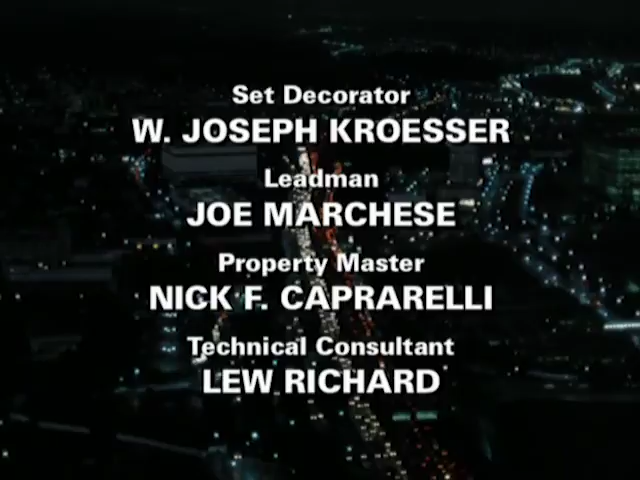 Set Decorator
W. JOSEPH KROESSER
Leadman
JOE MARCHESE
Property Master
NICK F. CAPRARELLI
Technical Consultant
LEW RICHARD